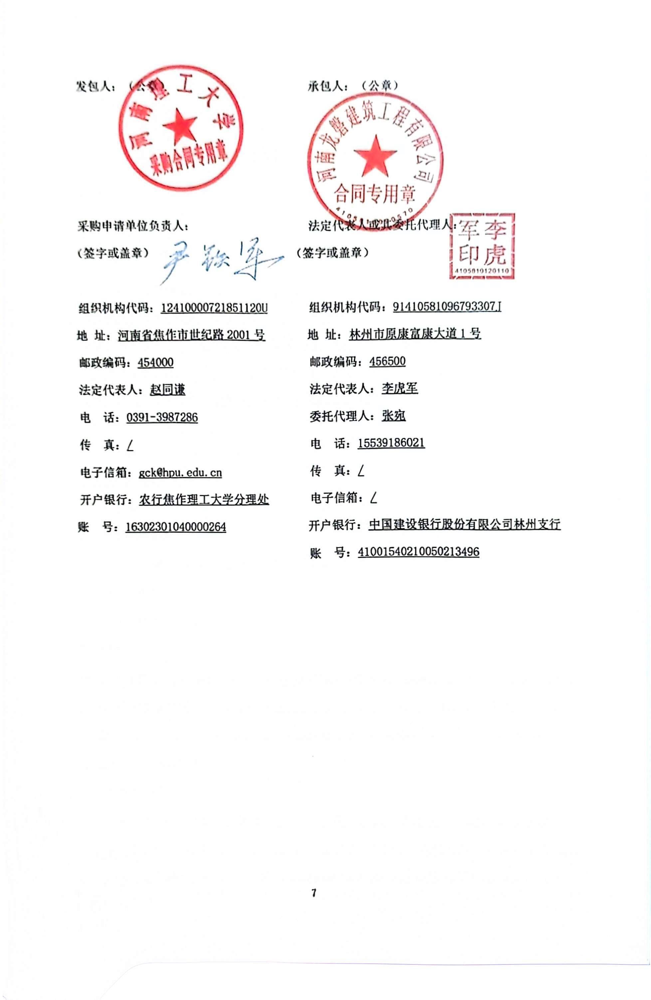 发包人：（公章）
河南理工大学
采购合同专用章
采购申请单位负责人：
（签字或盖章）
组织机构代码：12410000721851120U
地 址：河南省焦作市世纪路2001号
邮政编码：454000
法定代表人：赵同谦
电 话：0391-3987286
传 真：/
电子信箱：gck@hpu.edu.cn
开户银行：农行焦作理工大学分理处
账 号：16302301040000264
承包人：（公章）
河南龙磐建筑工程有限公司
合同专用章
法定代表人或其委托代理人：
（签字或盖章）
李虎军印
4105810120110
组织机构代码：91410581096793307J
地 址：林州市原康富康大道1号
邮政编码：456500
法定代表人：李虎军
委托代理人：张宛
电 话：15539186021
传 真：/
电子信箱：/
开户银行：中国建设银行股份有限公司林州支行
账 号：41001540210050213496
7